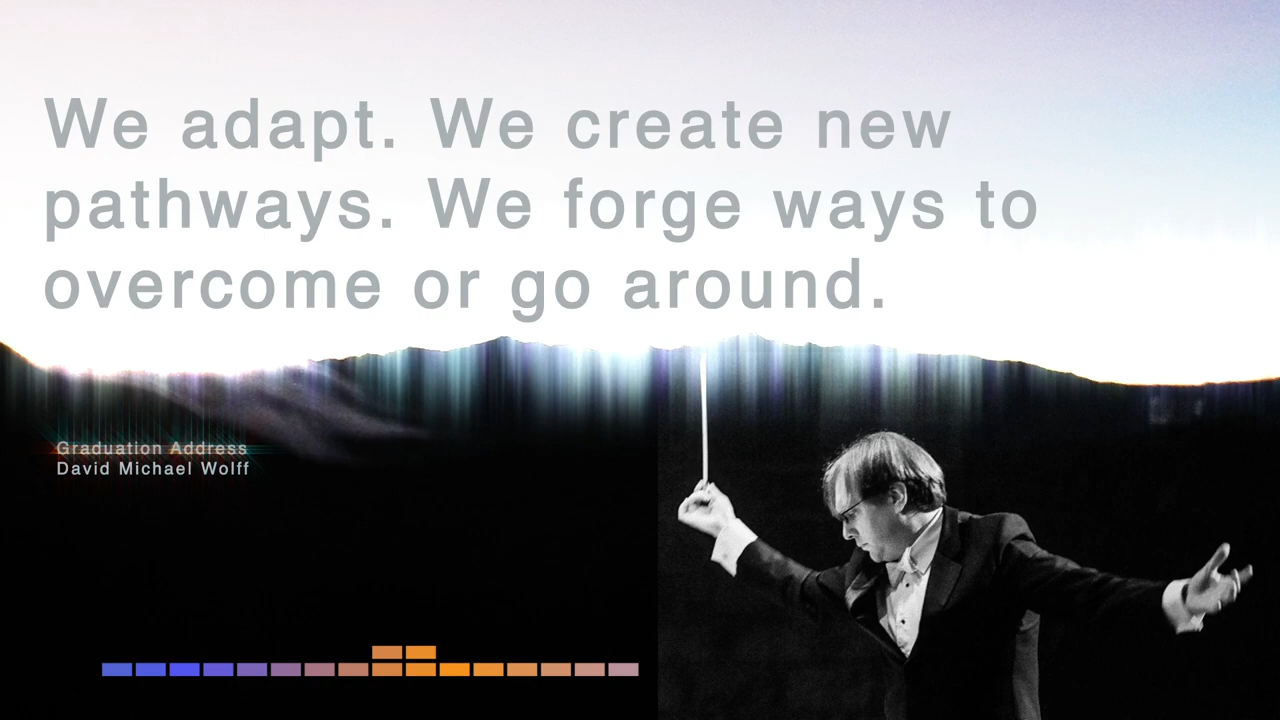 We adapt. We create new
pathways. We forge ways to
overcome or go around.
Graduation Address
David Michael Wolff